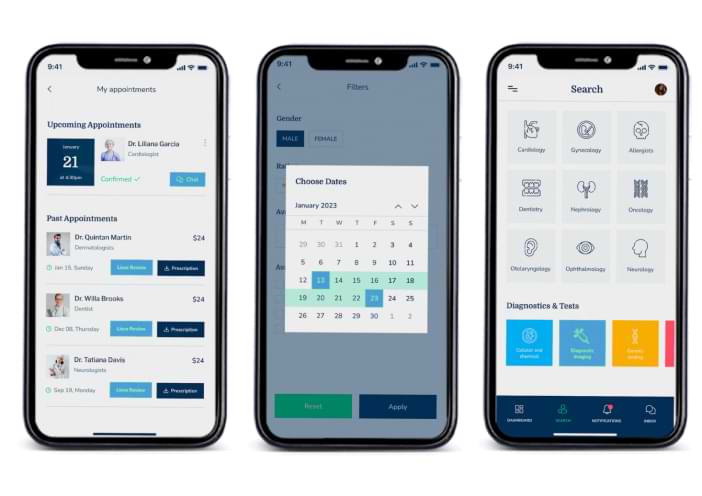 9:41
My appointments
Upcoming Appointments
January
21
at 4:30pm
Dr. Liliana Garcia
Cardiologist
Confirmed
Chat
Past Appointments
Dr. Quintan Martin
$24
Dermatologists
Jan 15, Sunday
Leave Review
Prescription
Dr. Willa Brooks
$24
Dentist
Dec 08, Thursday
Leave Review
Prescription
Dr. Tatiana Davis
$24
Neurologists
Sep 19, Monday
Leave Review
Prescription
9:41
Filters
Gender
MALE FEMALE
Choose Dates
January 2023
M T W T F S S
29 30 31 1 2 3 4
5 6 7 8 9 10 11
12 13 14 15 16 17 18
19 20 21 22 23 24 25
26 27 28 29 30 1 2
Reset Apply
9:41
Search
Cardiology Gynecology Allergists
Dentistry Nephrology Oncology
Otolaryngology Ophthalmology Neurology
Diagnostics & Tests
Cellular and
chemical
Diagnostic
imaging
Genetic
testing
DASHBOARD SEARCH NOTIFICATIONS INBOX